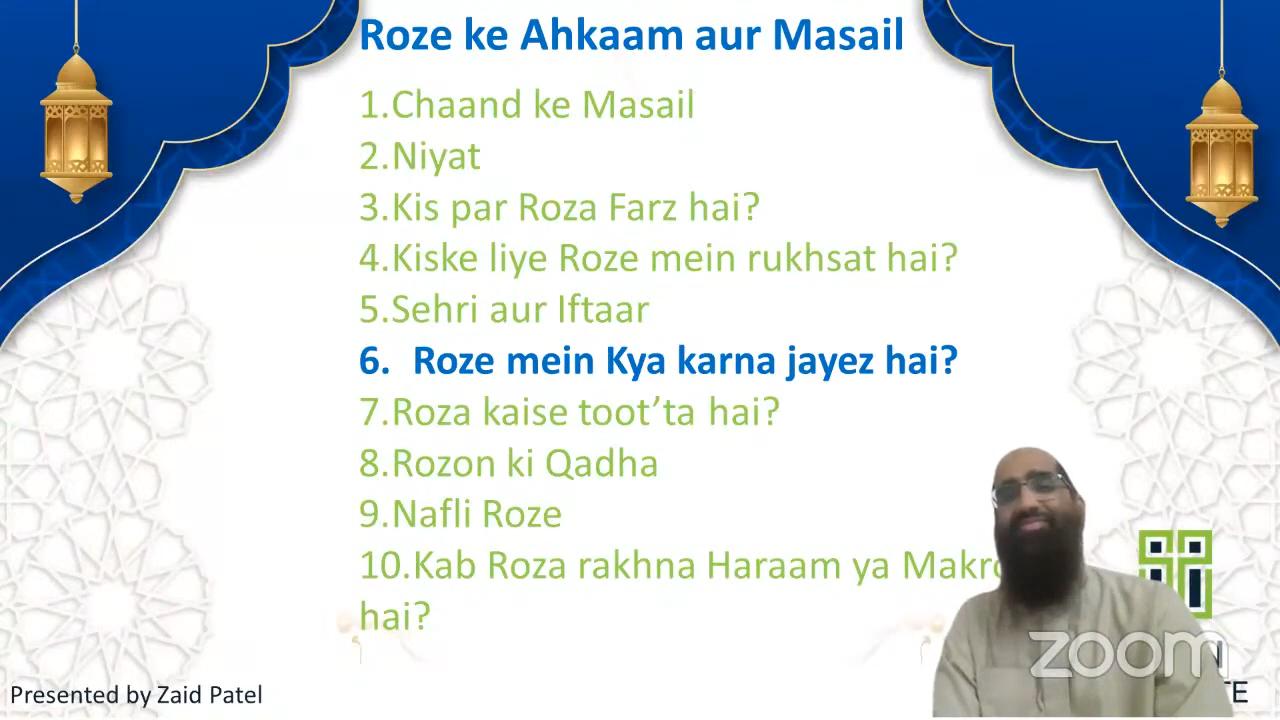 Roze ke Ahkaam aur Masail
1.Chaand ke Masail
2.Niyat
3.Kis par Roza Farz hai?
4.Kiske liye Roze mein rukhsat hai?
5.Sehri aur Iftaar
6. Roze mein Kya karna jayez hai?
7.Roza kaise toot’ta hai?
8.Rozon ki Qadha
9.Nafli Roze
10.Kab Roza rakhna Haraam ya
hai?
zoom
Presented by Zaid Patel